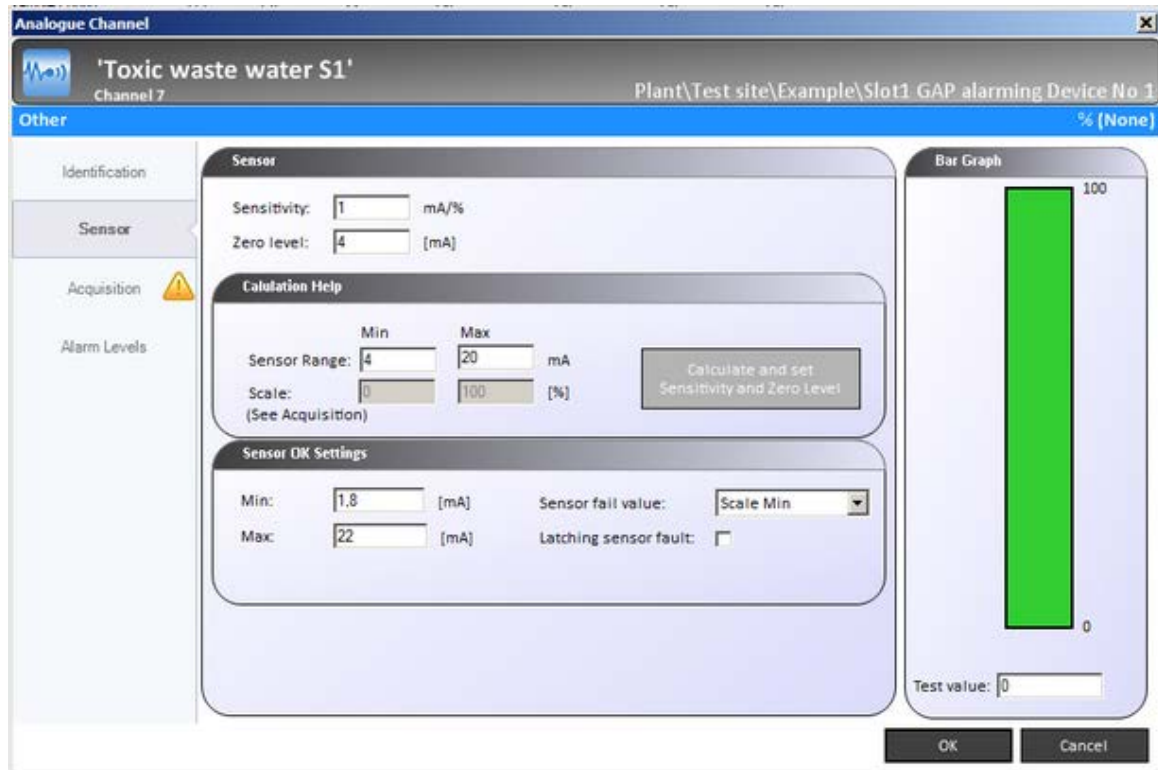 Analogue Channel
'Toxic waste water S1'
Channel 7
Plant\Test site\Example\Slot1 GAP alarming Device No 1
Other
% (None)
Identification
Sensor
Acquisition
Alarm Levels
Sensor
Sensitivity: 1 mA/%
Zero level: 4 [mA]
Calulation Help
Min Max
Sensor Range: 4 20 mA
Scale: 0 100 [%]
(See Acquisition)
Calculate and set
Sensitivity and Zero Level
Sensor OK Settings
Min: 1,8 [mA] Sensor fail value: Scale Min
Max: 22 [mA] Latching sensor fault:
Bar Graph
100
0
Test value: 0
OK Cancel